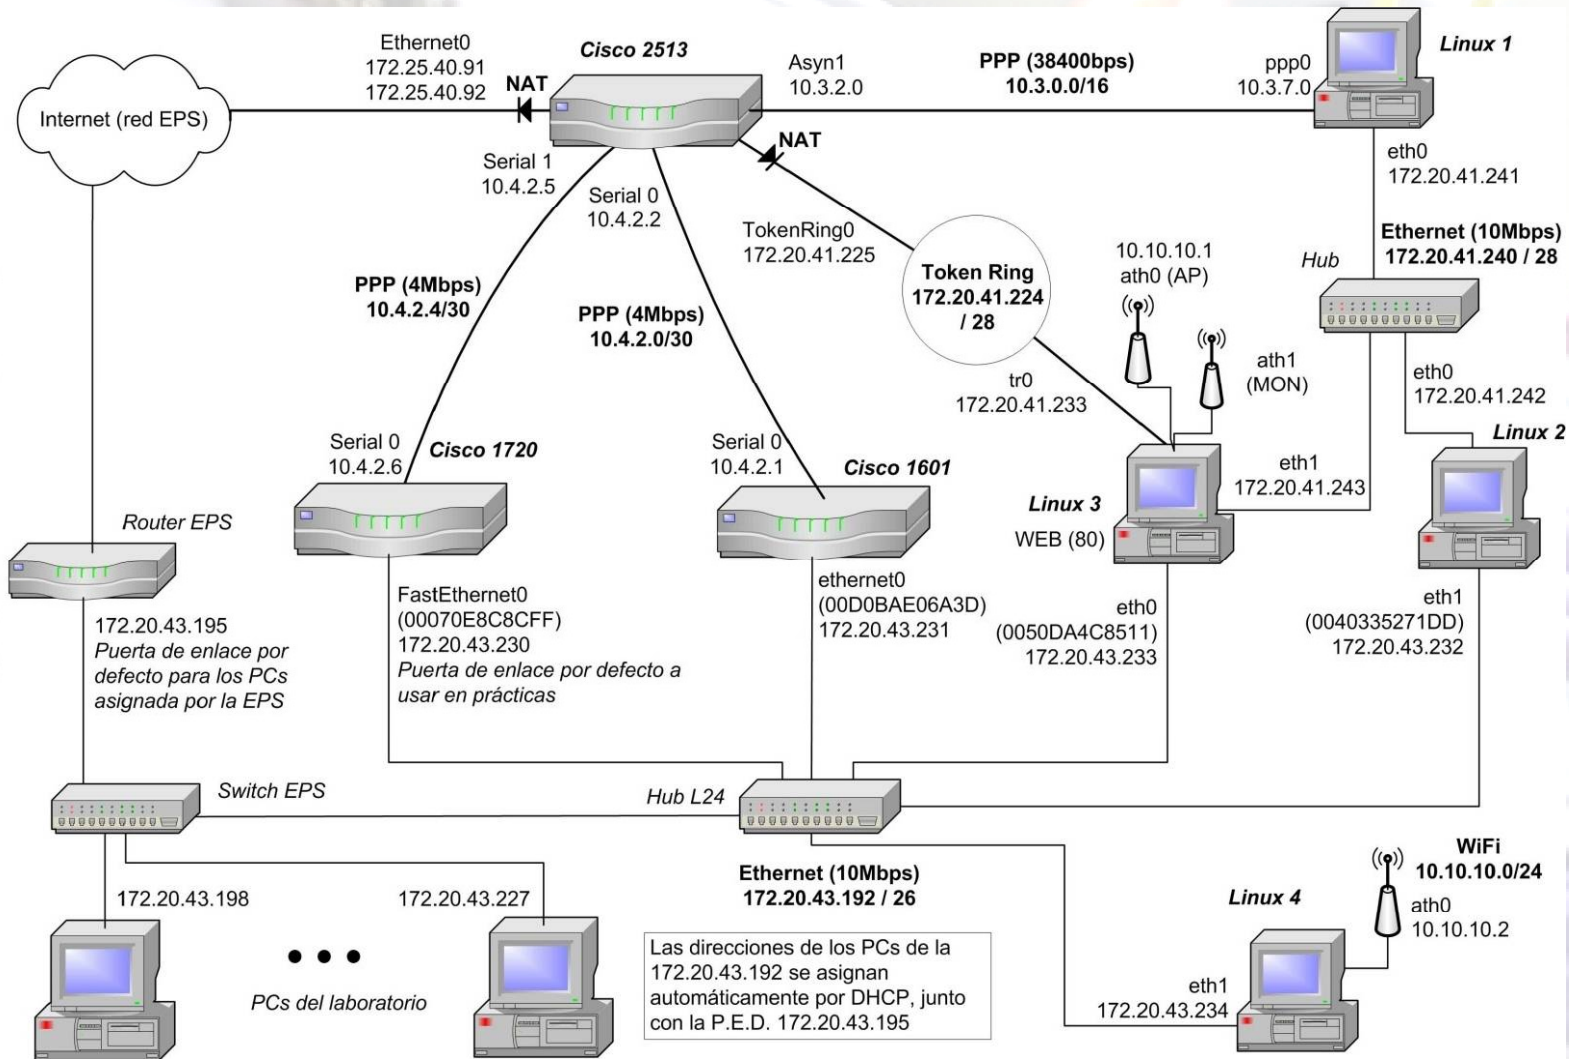 Ethernet0
172.25.40.91
172.25.40.92
NAT
Cisco 2513
Asyn1
10.3.2.0
PPP (38400bps)
10.3.0.0/16
ppp0
10.3.7.0
Linux 1
Internet (red EPS)
Serial 1
10.4.2.5
Serial 0
10.4.2.2
NAT
TokenRing0
172.20.41.225
eth0
172.20.41.241
Ethernet (10Mbps)
172.20.41.240 / 28
Hub
10.10.10.1
ath0 (AP)
Token Ring
172.20.41.224
/ 28
PPP (4Mbps)
10.4.2.4/30
PPP (4Mbps)
10.4.2.0/30
ath1
(MON)
tr0
172.20.41.233
eth0
172.20.41.242
Linux 2
Serial 0
10.4.2.6
Cisco 1720
Serial 0
10.4.2.1
Cisco 1601
eth1
172.20.41.243
Linux 3
WEB (80)
Router EPS
172.20.43.195
Puerta de enlace por
defecto para los PCs
asignada por la EPS
FastEthernet0
(00070E8C8CFF)
172.20.43.230
Puerta de enlace por defecto a
usar en prácticas
ethernet0
(00D0BAE06A3D)
172.20.43.231
eth0
(0050DA4C8511)
172.20.43.233
eth1
(0040335271DD)
172.20.43.232
Switch EPS
Hub L24
172.20.43.198
172.20.43.227
Ethernet (10Mbps)
172.20.43.192 / 26
WiFi
10.10.10.0/24
Linux 4
ath0
10.10.10.2
PCs del laboratorio
Las direcciones de los PCs de la
172.20.43.192 se asignan
automáticamente por DHCP, junto
con la P.E.D. 172.20.43.195
eth1
172.20.43.234